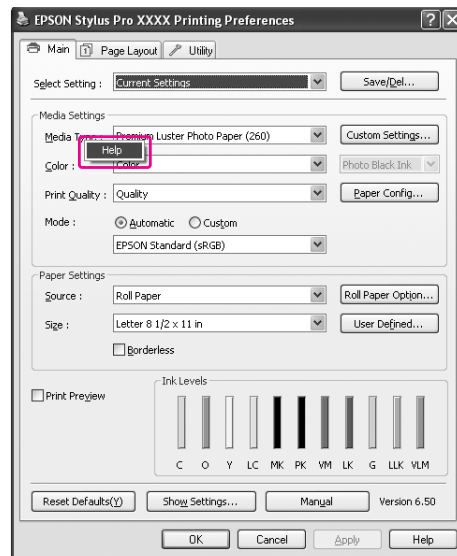 EPSON Stylus Pro XXXX Printing Preferences
Main Page Layout Utility
Select Setting : Current Settings Save/Del...
Media Settings
Media Type : Premium Luster Photo Paper (260) Custom Settings...
Help
Color : Color Photo Black Ink
Print Quality : Quality Paper Config...
Mode : Automatic Custom
EPSON Standard (sRGB)
Paper Settings
Source : Roll Paper Roll Paper Option...
Size : Letter 8 1/2 x 11 in User Defined...
Borderless
Print Preview
Ink Levels
C O Y LC MK PK VM LK G LLK VLM
Reset Defaults(Y) Show Settings... Manual Version 6.50
OK Cancel Apply Help